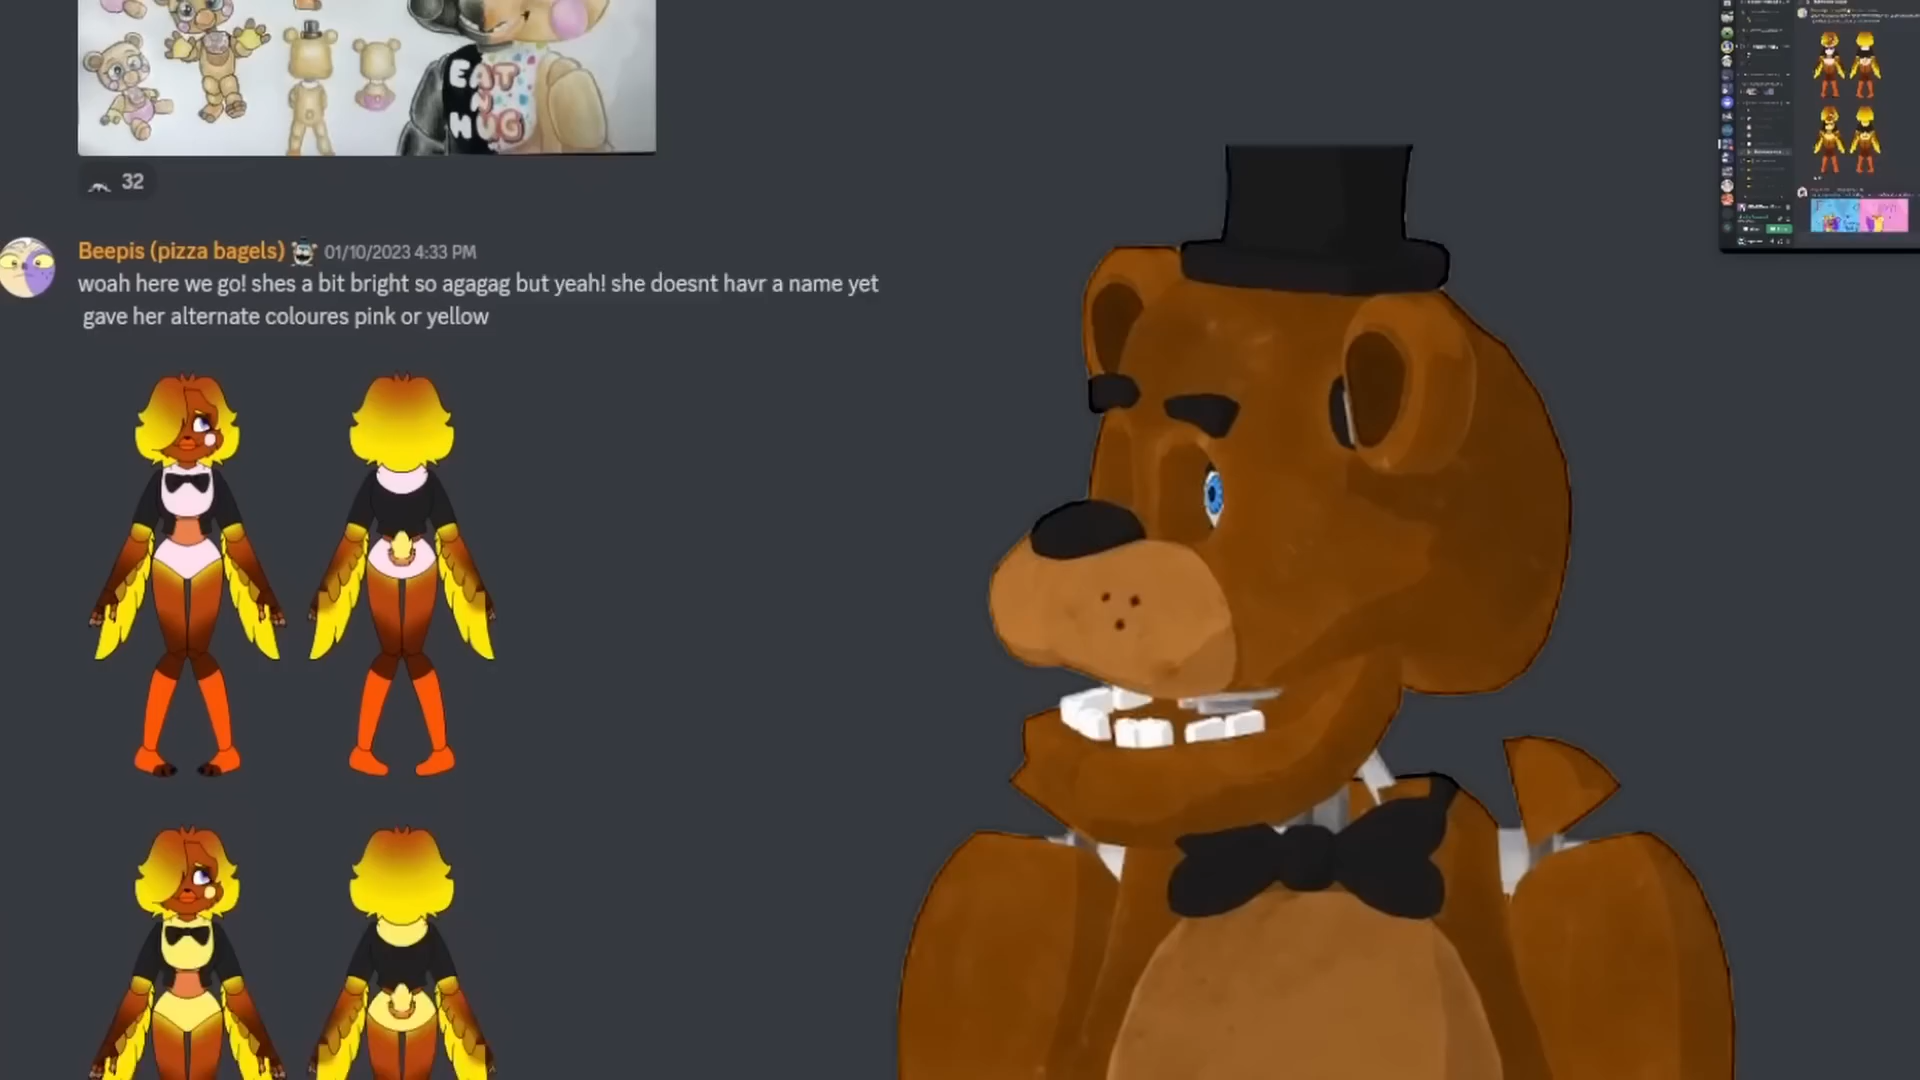 EAT
N
HUG
32
Beepis (pizza bagels) 01/10/2023 4:33 PM
woah here we go! shes a bit bright so agagag but yeah! she doesnt havr a name yet
gave her alternate coloures pink or yellow